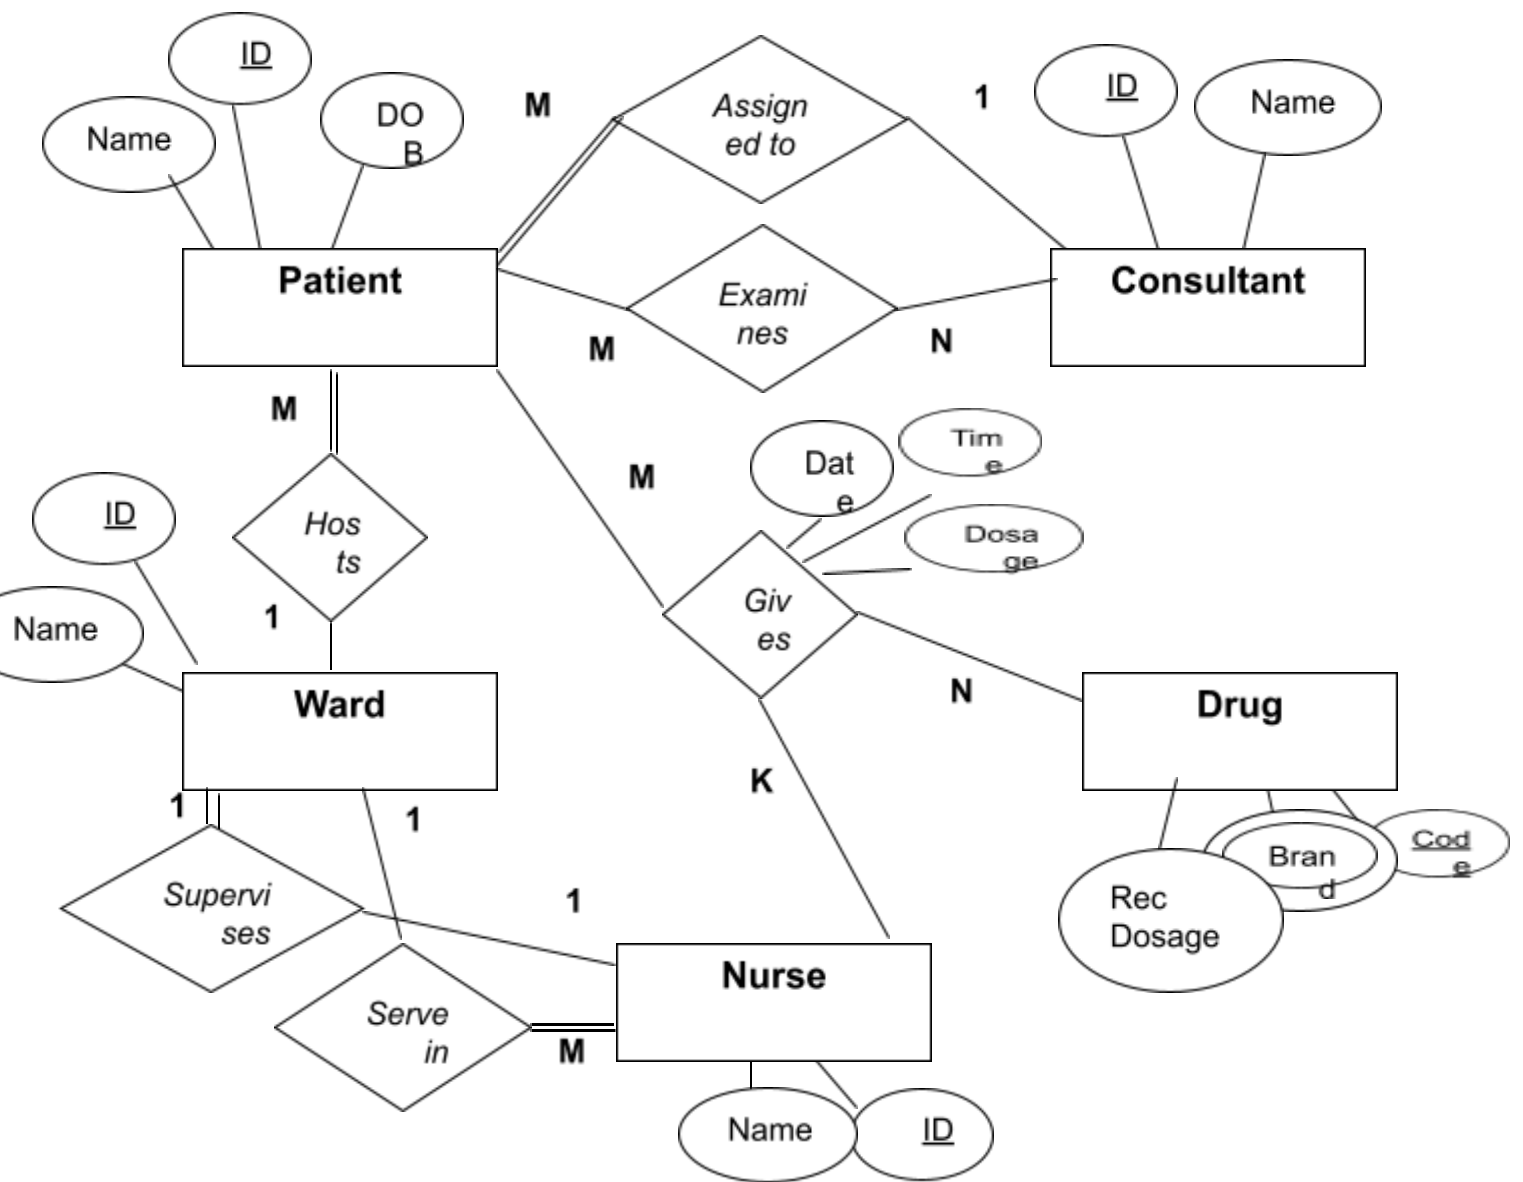 ID
DO
B
Name
M
Assign
ed to
1
ID
Name
Patient
Exami
nes
Consultant
M
N
M
Hos
ts
1
ID
Name
M
Dat
e
Tim
e
Dosa
ge
Giv
es
N
K
Ward
Drug
1
1
Supervi
ses
1
Serve
in
M
Nurse
Rec
Dosage
Bran
d
Cod
e
Name
ID